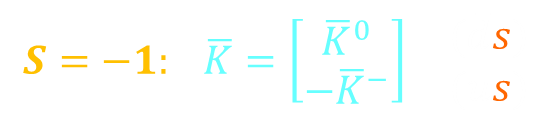 S = −1: K̅ = [ K̅⁰
−K̅⁻ ]
s
s